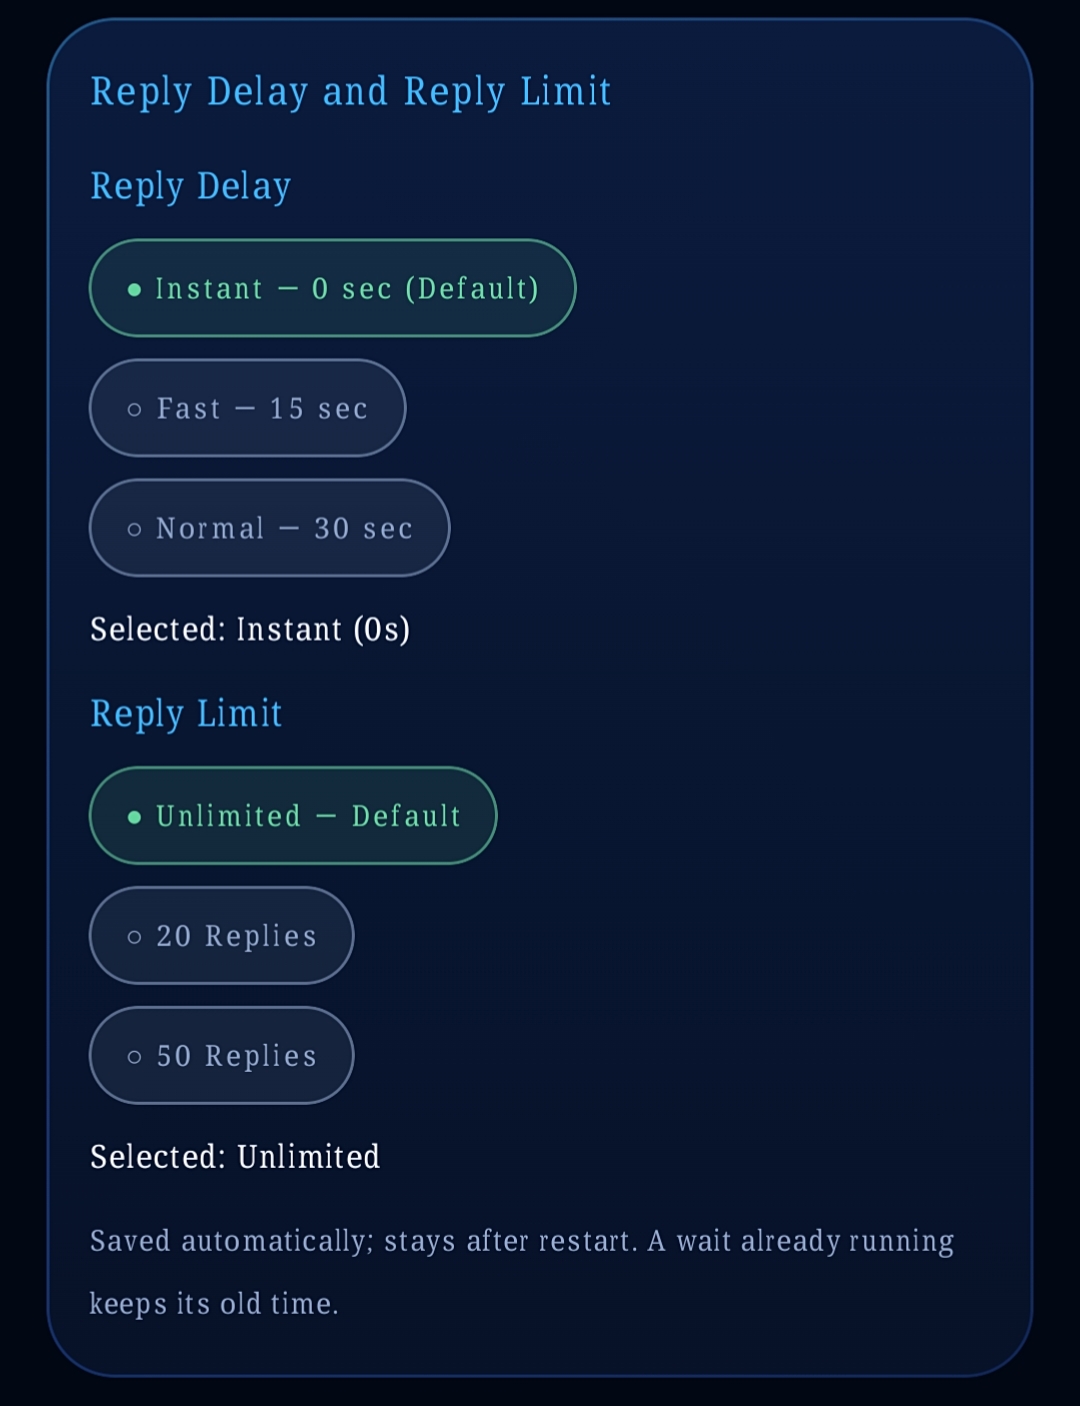 Reply Delay and Reply Limit
Reply Delay
● Instant — 0 sec (Default)
○ Fast — 15 sec
○ Normal — 30 sec
Selected: Instant (0s)
Reply Limit
● Unlimited — Default
○ 20 Replies
○ 50 Replies
Selected: Unlimited
Saved automatically; stays after restart. A wait already running
keeps its old time.